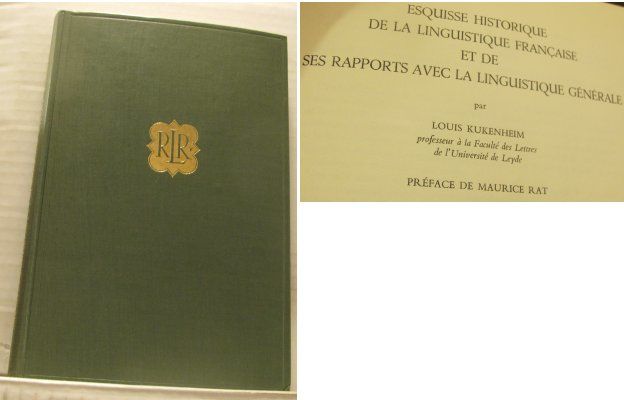 RLR
ESQUISSE HISTORIQUE
DE LA LINGUISTIQUE FRANÇAISE
ET DE
SES RAPPORTS AVEC LA LINGUISTIQUE GÉNÉRALE
par
LOUIS KUKENHEIM
professeur à la Faculté des Lettres
de l'Université de Leyde
PRÉFACE DE MAURICE RAT